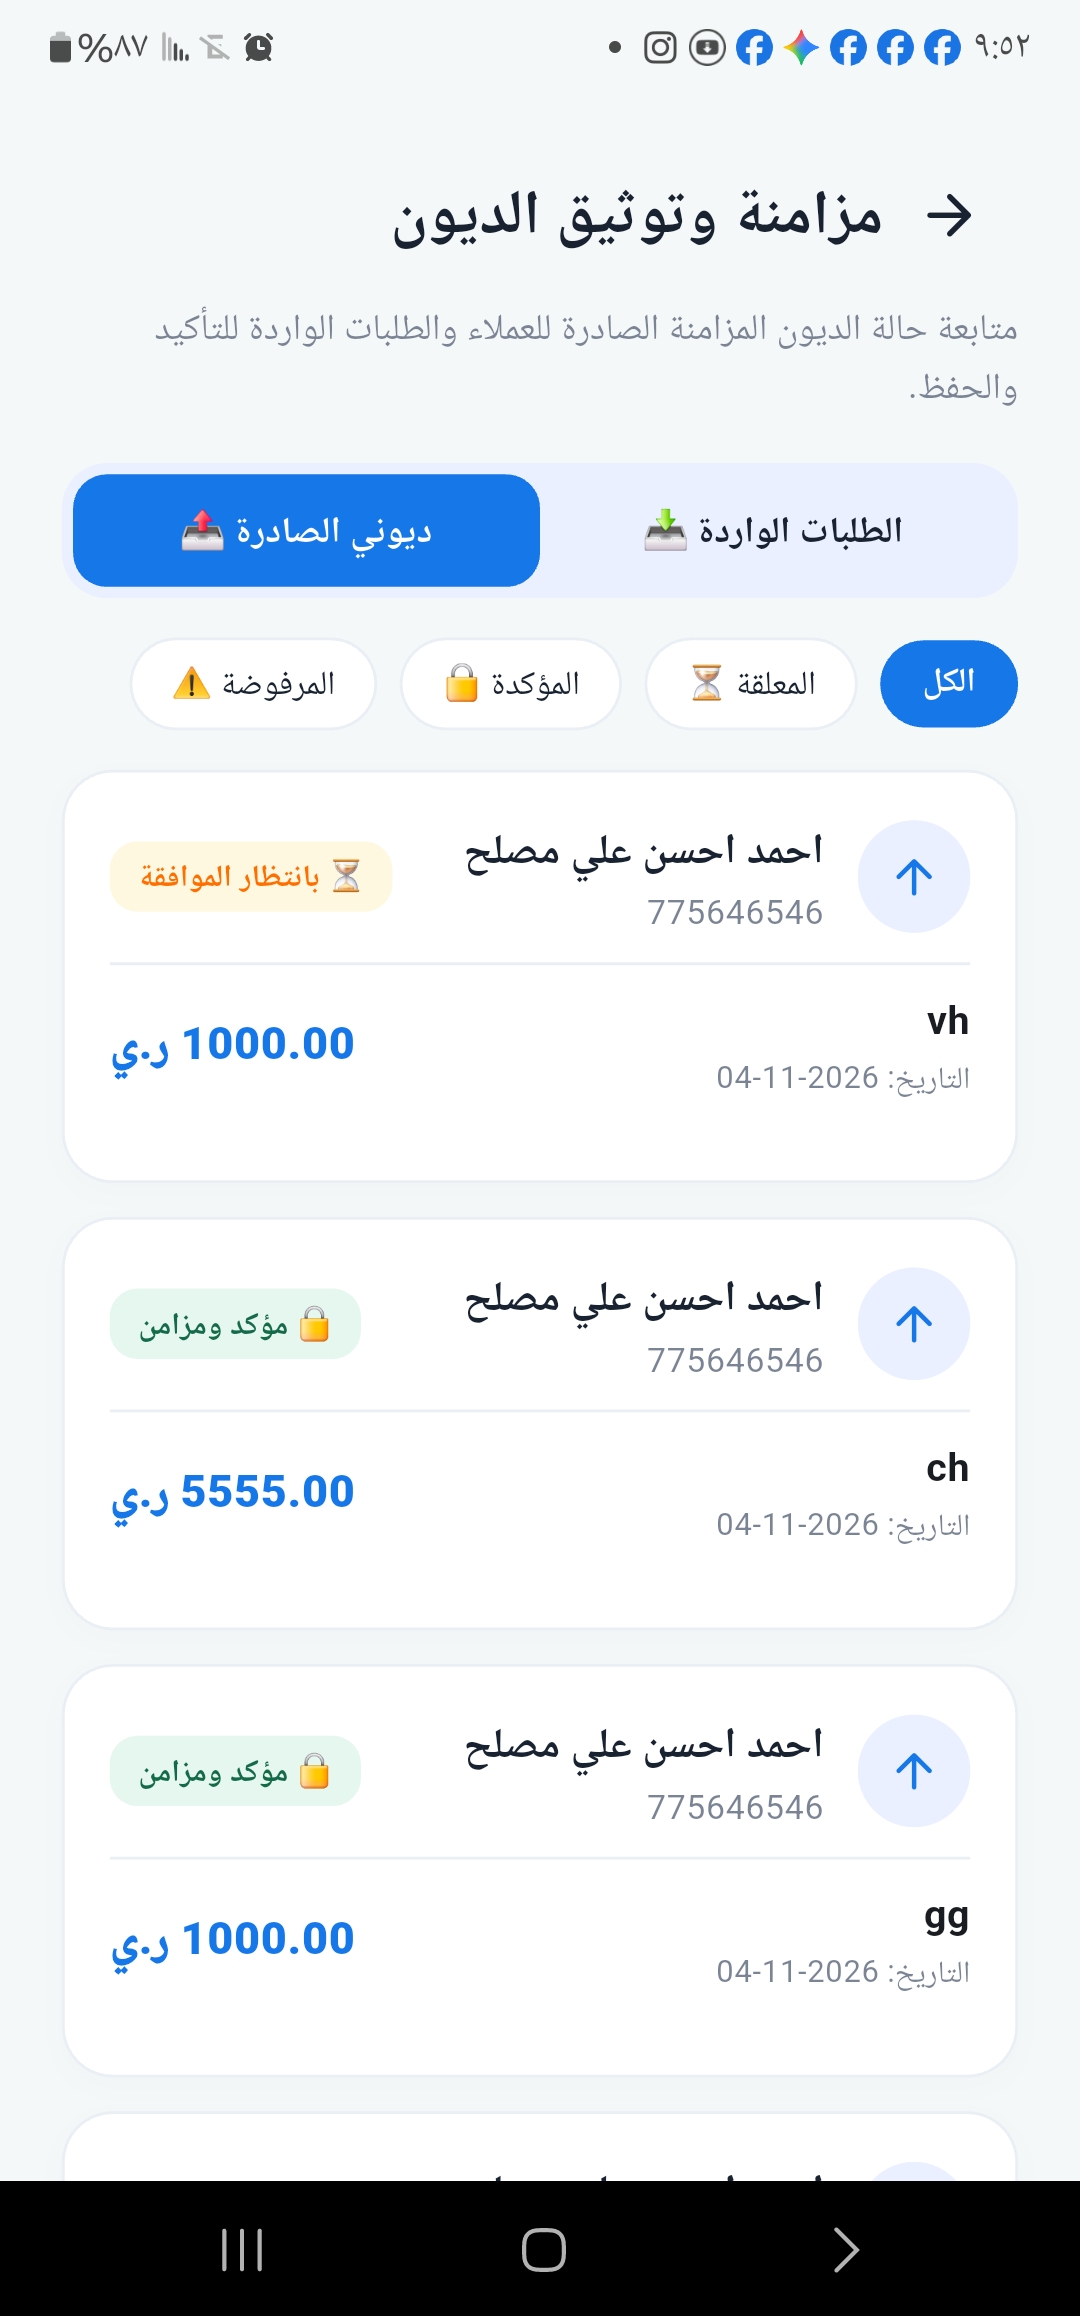 ٩:٥٢
%٨٧
مزامنة وتوثيق الديون
متابعة حالة الديون المزامنة الصادرة للعملاء والطلبات الواردة للتأكيد
والحفظ.
الطلبات الواردة 📥
ديوني الصادرة 📤
الكل
المعلقة ⏳
المؤكدة 🔒
المرفوضة ⚠️
احمد احسن علي مصلح
⏳ بانتظار الموافقة
775646546
vh
1000.00 ر.ي
التاريخ: 2026-11-04
احمد احسن علي مصلح
🔒 مؤكد ومزامن
775646546
ch
5555.00 ر.ي
التاريخ: 2026-11-04
احمد احسن علي مصلح
🔒 مؤكد ومزامن
775646546
gg
1000.00 ر.ي
التاريخ: 2026-11-04